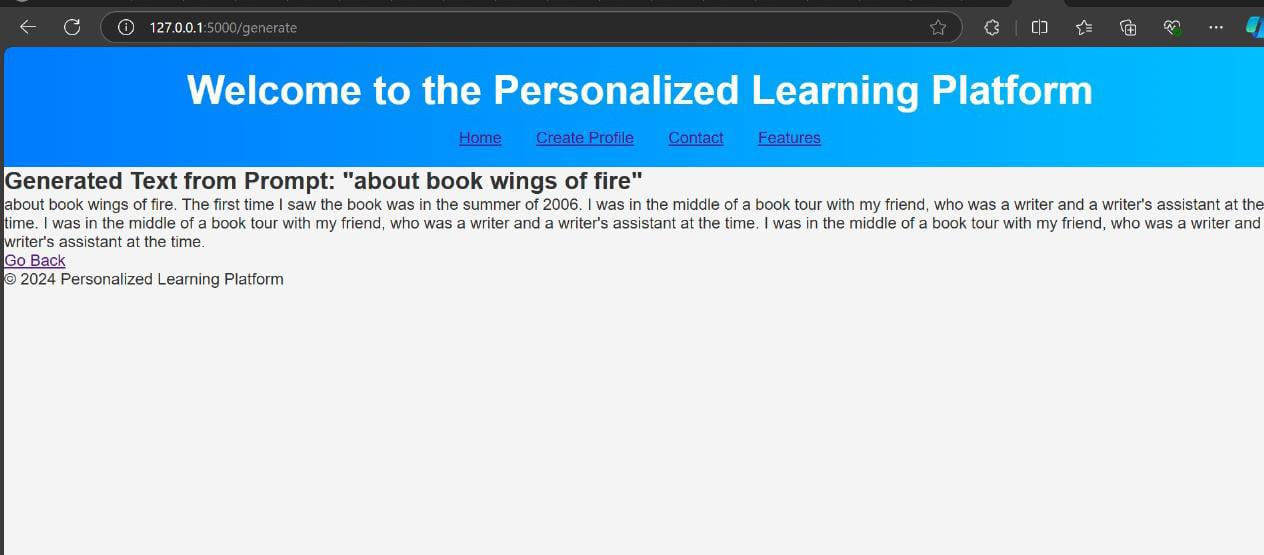 127.0.0.1:5000/generate
Welcome to the Personalized Learning Platform
Home Create Profile Contact Features
Generated Text from Prompt: "about book wings of fire"
about book wings of fire. The first time I saw the book was in the summer of 2006. I was in the middle of a book tour with my friend, who was a writer and a writer's assistant at the
time. I was in the middle of a book tour with my friend, who was a writer and a writer's assistant at the time. I was in the middle of a book tour with my friend, who was a writer and
writer's assistant at the time.
Go Back
© 2024 Personalized Learning Platform